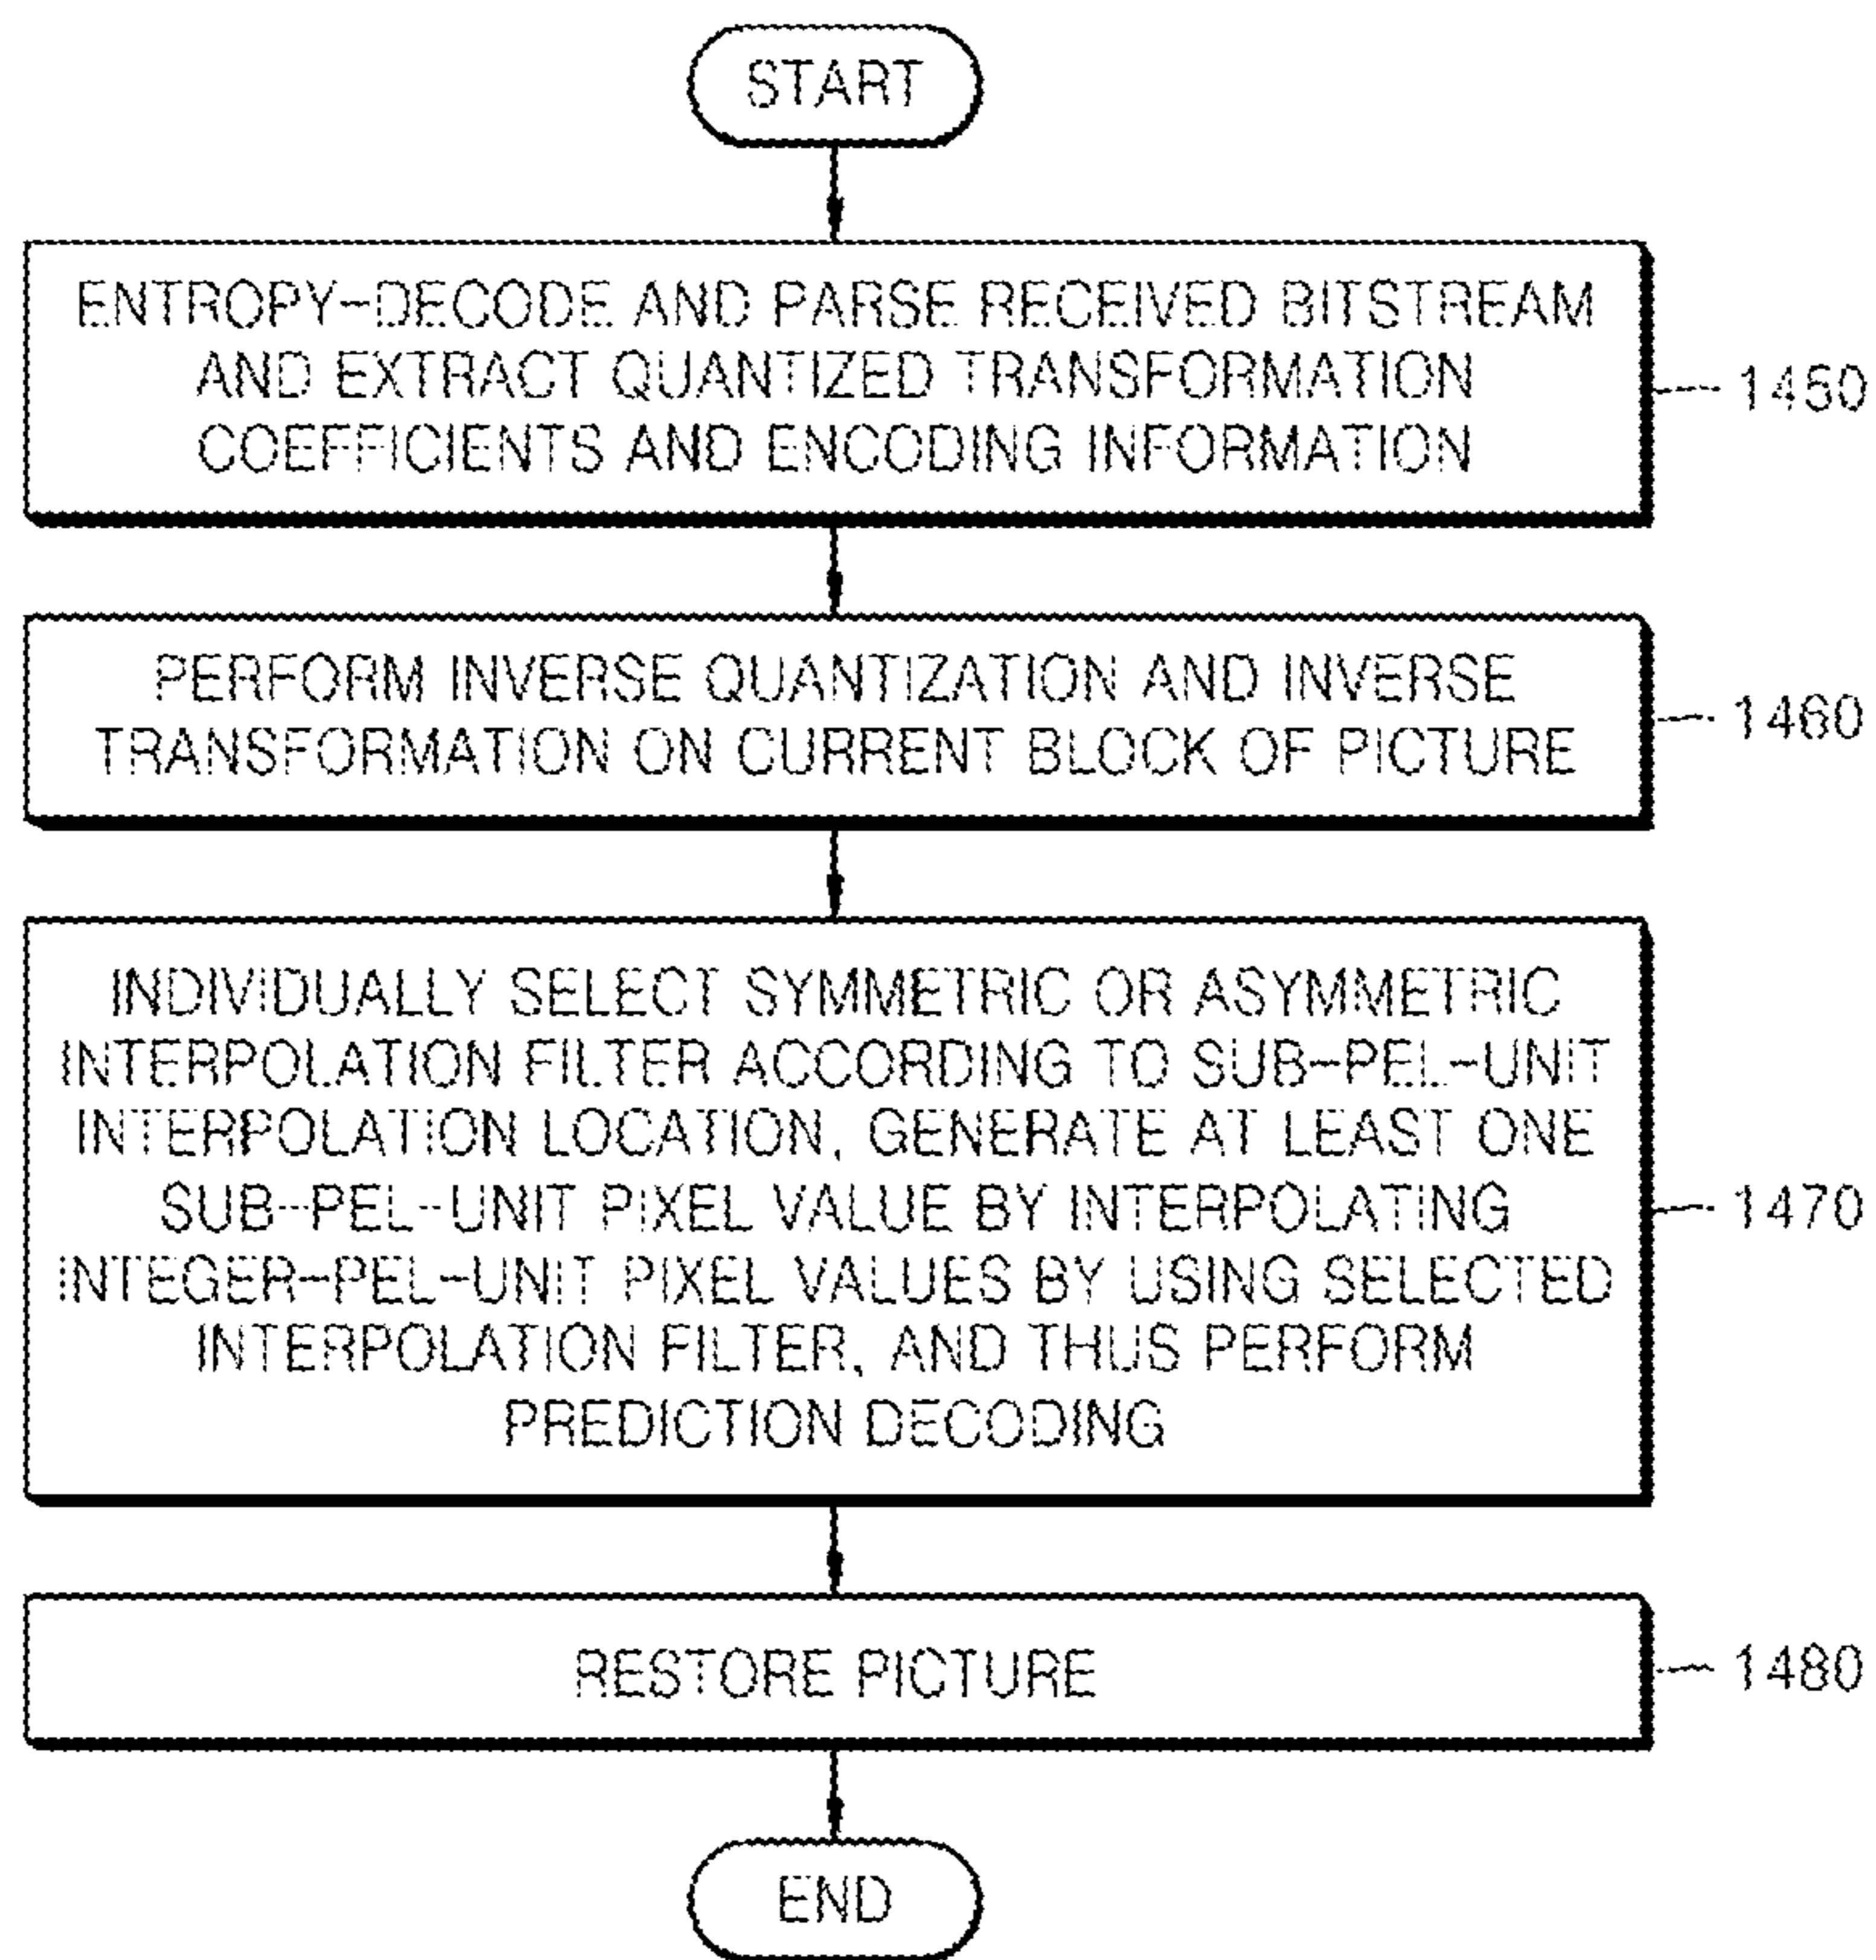 START
ENTROPY-DECODE AND PARSE RECEIVED BITSTREAM
AND EXTRACT QUANTIZED TRANSFORMATION
COEFFICIENTS AND ENCODING INFORMATION
1450
PERFORM INVERSE QUANTIZATION AND INVERSE
TRANSFORMATION ON CURRENT BLOCK OF PICTURE
1460
INDIVIDUALLY SELECT SYMMETRIC OR ASYMMETRIC
INTERPOLATION FILTER ACCORDING TO SUB-PEL-UNIT
INTERPOLATION LOCATION, GENERATE AT LEAST ONE
SUB-PEL-UNIT PIXEL VALUE BY INTERPOLATING
INTEGER-PEL-UNIT PIXEL VALUES BY USING SELECTED
INTERPOLATION FILTER, AND THUS PERFORM
PREDICTION DECODING
1470
RESTORE PICTURE
1480
END